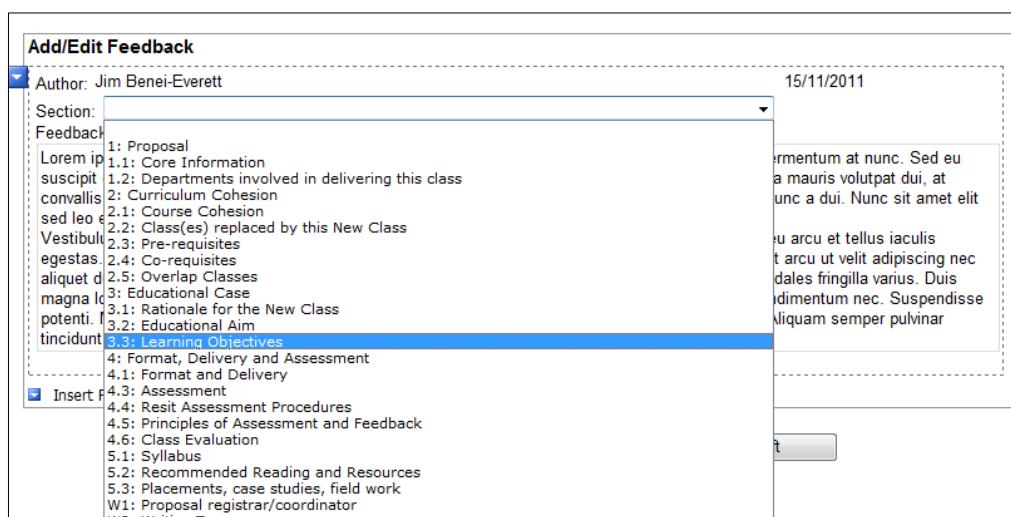 Add/Edit Feedback
Author: Jim Benei-Everett 15/11/2011
Section:
Feedback
1: Proposal
1.1: Core Information
1.2: Departments involved in delivering this class
2: Curriculum Cohesion
2.1: Course Cohesion
2.2: Class(es) replaced by this New Class
2.3: Pre-requisites
2.4: Co-requisites
2.5: Overlap Classes
3: Educational Case
3.1: Rationale for the New Class
3.2: Educational Aim
3.3: Learning Objectives
4: Format, Delivery and Assessment
4.1: Format and Delivery
4.3: Assessment
4.4: Resit Assessment Procedures
4.5: Principles of Assessment and Feedback
4.6: Class Evaluation
5.1: Syllabus
5.2: Recommended Reading and Resources
5.3: Placements, case studies, field work
W1: Proposal registrar/coordinator
Lorem ip
suscipit
convallis
sed leo
Vestibul
egestas.
aliquet d
magna
potenti.
tincidunt
rmentum at nunc. Sed eu
a mauris volutpat dui, at
unc a dui. Nunc sit amet elit
eu arcu et tellus iaculis
t arcu ut velit adipiscing nec
dales fringilla varius. Duis
ndimentum nec. Suspendisse
Aliquam semper pulvinar
Insert